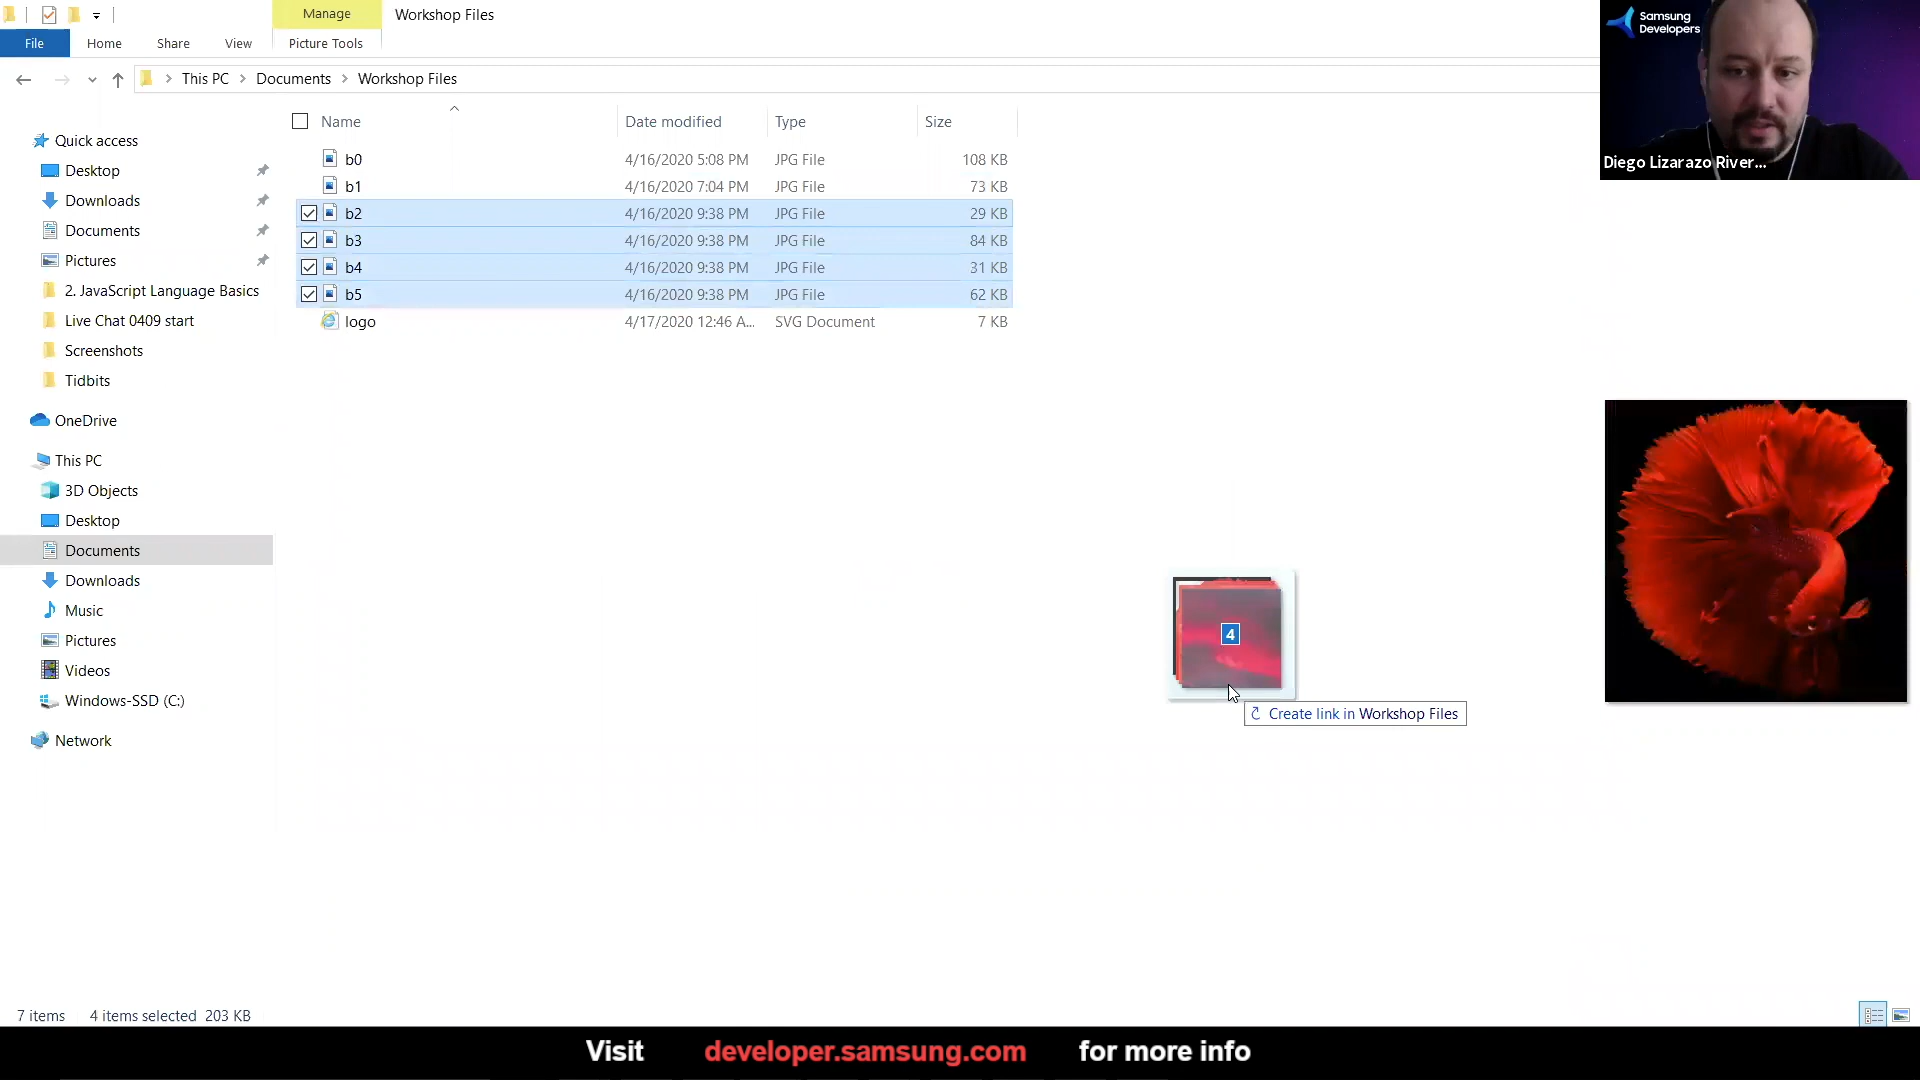 Manage
Workshop Files
File
Home
Share
View
Picture Tools
This PC
Documents
Workshop Files
Samsung
Developers
Diego Lizarazo River...
Name
Date modified
Type
Size
b0
4/16/2020 5:08 PM
JPG File
108 KB
b1
4/16/2020 7:04 PM
JPG File
73 KB
b2
4/16/2020 9:38 PM
JPG File
29 KB
b3
4/16/2020 9:38 PM
JPG File
84 KB
b4
4/16/2020 9:38 PM
JPG File
31 KB
b5
4/16/2020 9:38 PM
JPG File
62 KB
logo
4/17/2020 12:46 A...
SVG Document
7 KB
Quick access
Desktop
Downloads
Documents
Pictures
2. JavaScript Language Basics
Live Chat 0409 start
Screenshots
Tidbits
OneDrive
This PC
3D Objects
Desktop
Documents
Downloads
Music
Pictures
Videos
Windows-SSD (C:)
Network
4
Create link in Workshop Files
7 items
4 items selected 203 KB
Visit developer.samsung.com for more info